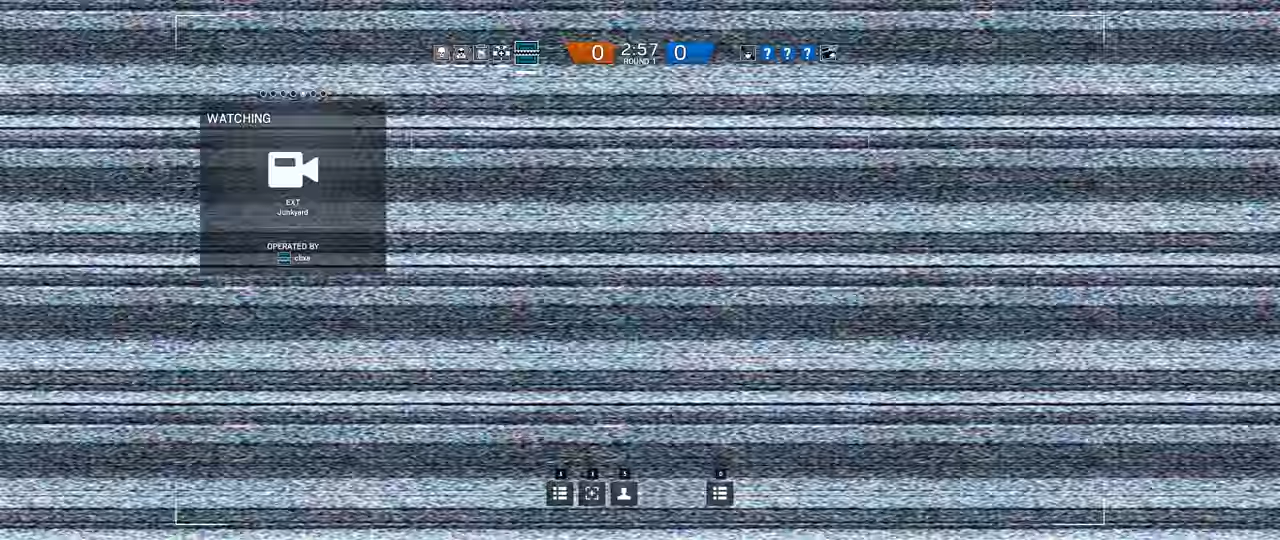 0 2:57 0
ROUND 1
? ? ?
WATCHING
EXT
Junkyard
OPERATED BY